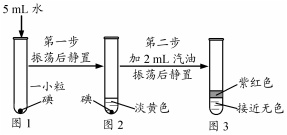 5 mL 水
第一步
振荡后静置
第二步
加2 mL汽油
振荡后静置
一小粒
碘
碘
淡黄色
紫红色
接近无色
图1
图2
图3